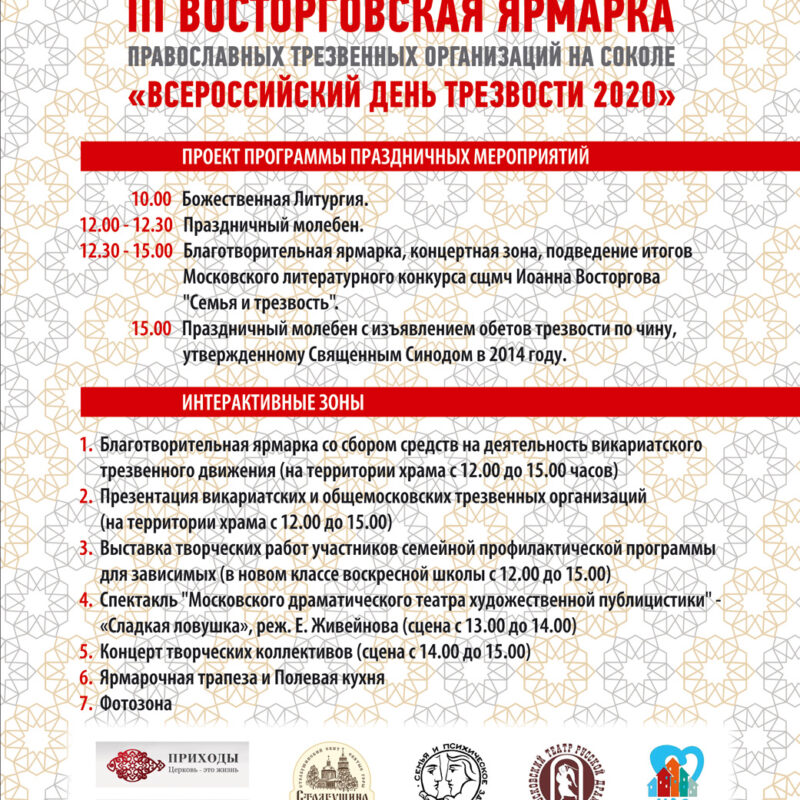 III ВОСТОРГОВСКАЯ ЯРМАРКА
ПРАВОСЛАВНЫХ ТРЕЗВЕННЫХ ОРГАНИЗАЦИЙ НА СОКОЛЕ
«ВСЕРОССИЙСКИЙ ДЕНЬ ТРЕЗВОСТИ 2020»
ПРОЕКТ ПРОГРАММЫ ПРАЗДНИЧНЫХ МЕРОПРИЯТИЙ
10.00 Божественная Литургия.
12.00 - 12.30 Праздничный молебен.
12.30 - 15.00 Благотворительная ярмарка, концертная зона, подведение итогов
Московского литературного конкурса сщмч Иоанна Восторгова
"Семья и трезвость".
15.00 Праздничный молебен с изъявлением обетов трезвости по чину,
утвержденному Священным Синодом в 2014 году.
ИНТЕРАКТИВНЫЕ ЗОНЫ
1. Благотворительная ярмарка со сбором средств на деятельность викариатского
трезвенного движения (на территории храма с 12.00 до 15.00 часов)
2. Презентация викариатских и общемосковских трезвенных организаций
(на территории храма с 12.00 до 15.00)
3. Выставка творческих работ участников семейной профилактической программы
для зависимых (в новом классе воскресной школы с 12.00 до 15.00)
4. Спектакль "Московского драматического театра художественной публицистики" -
«Сладкая ловушка», реж. Е. Живейнова (сцена с 13.00 до 14.00)
5. Концерт творческих коллективов (сцена с 14.00 до 15.00)
6. Ярмарочная трапеза и Полевая кухня
7. Фотозона
ПРИХОДЫ
Церковь - это жизнь
СЕМЬЯ И ПСИХИЧЕСКОЕ
МОСКОВСКИЙ ТЕАТР РУССКОЙ